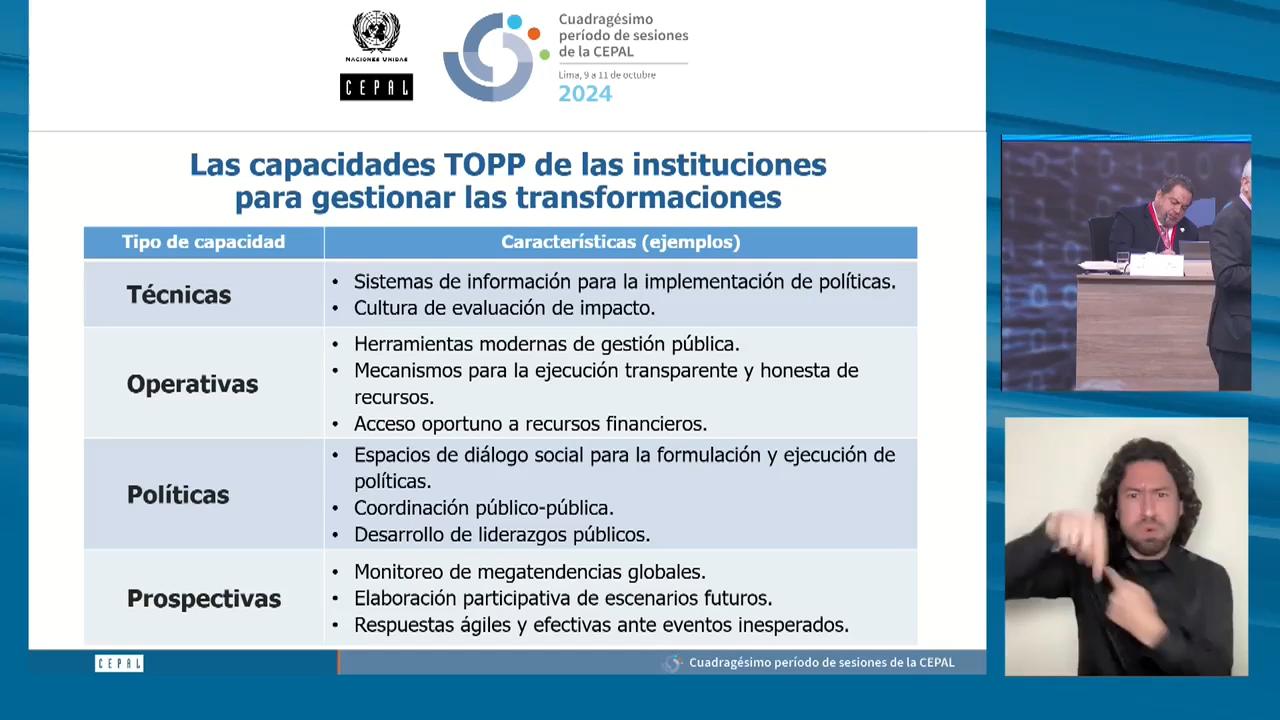 NACIONES UNIDAS
CEPAL
Cuadragésimo
período de sesiones
de la CEPAL
Lima, 9 a 11 de octubre
2024
Las capacidades TOPP de las instituciones
para gestionar las transformaciones
Tipo de capacidad
Características (ejemplos)
Técnicas
• Sistemas de información para la implementación de políticas.
• Cultura de evaluación de impacto.
Operativas
• Herramientas modernas de gestión pública.
• Mecanismos para la ejecución transparente y honesta de
recursos.
• Acceso oportuno a recursos financieros.
Políticas
• Espacios de diálogo social para la formulación y ejecución de
políticas.
• Coordinación público-pública.
• Desarrollo de liderazgos públicos.
Prospectivas
• Monitoreo de megatendencias globales.
• Elaboración participativa de escenarios futuros.
• Respuestas ágiles y efectivas ante eventos inesperados.
CEPAL
Cuadragésimo período de sesiones de la CEPAL